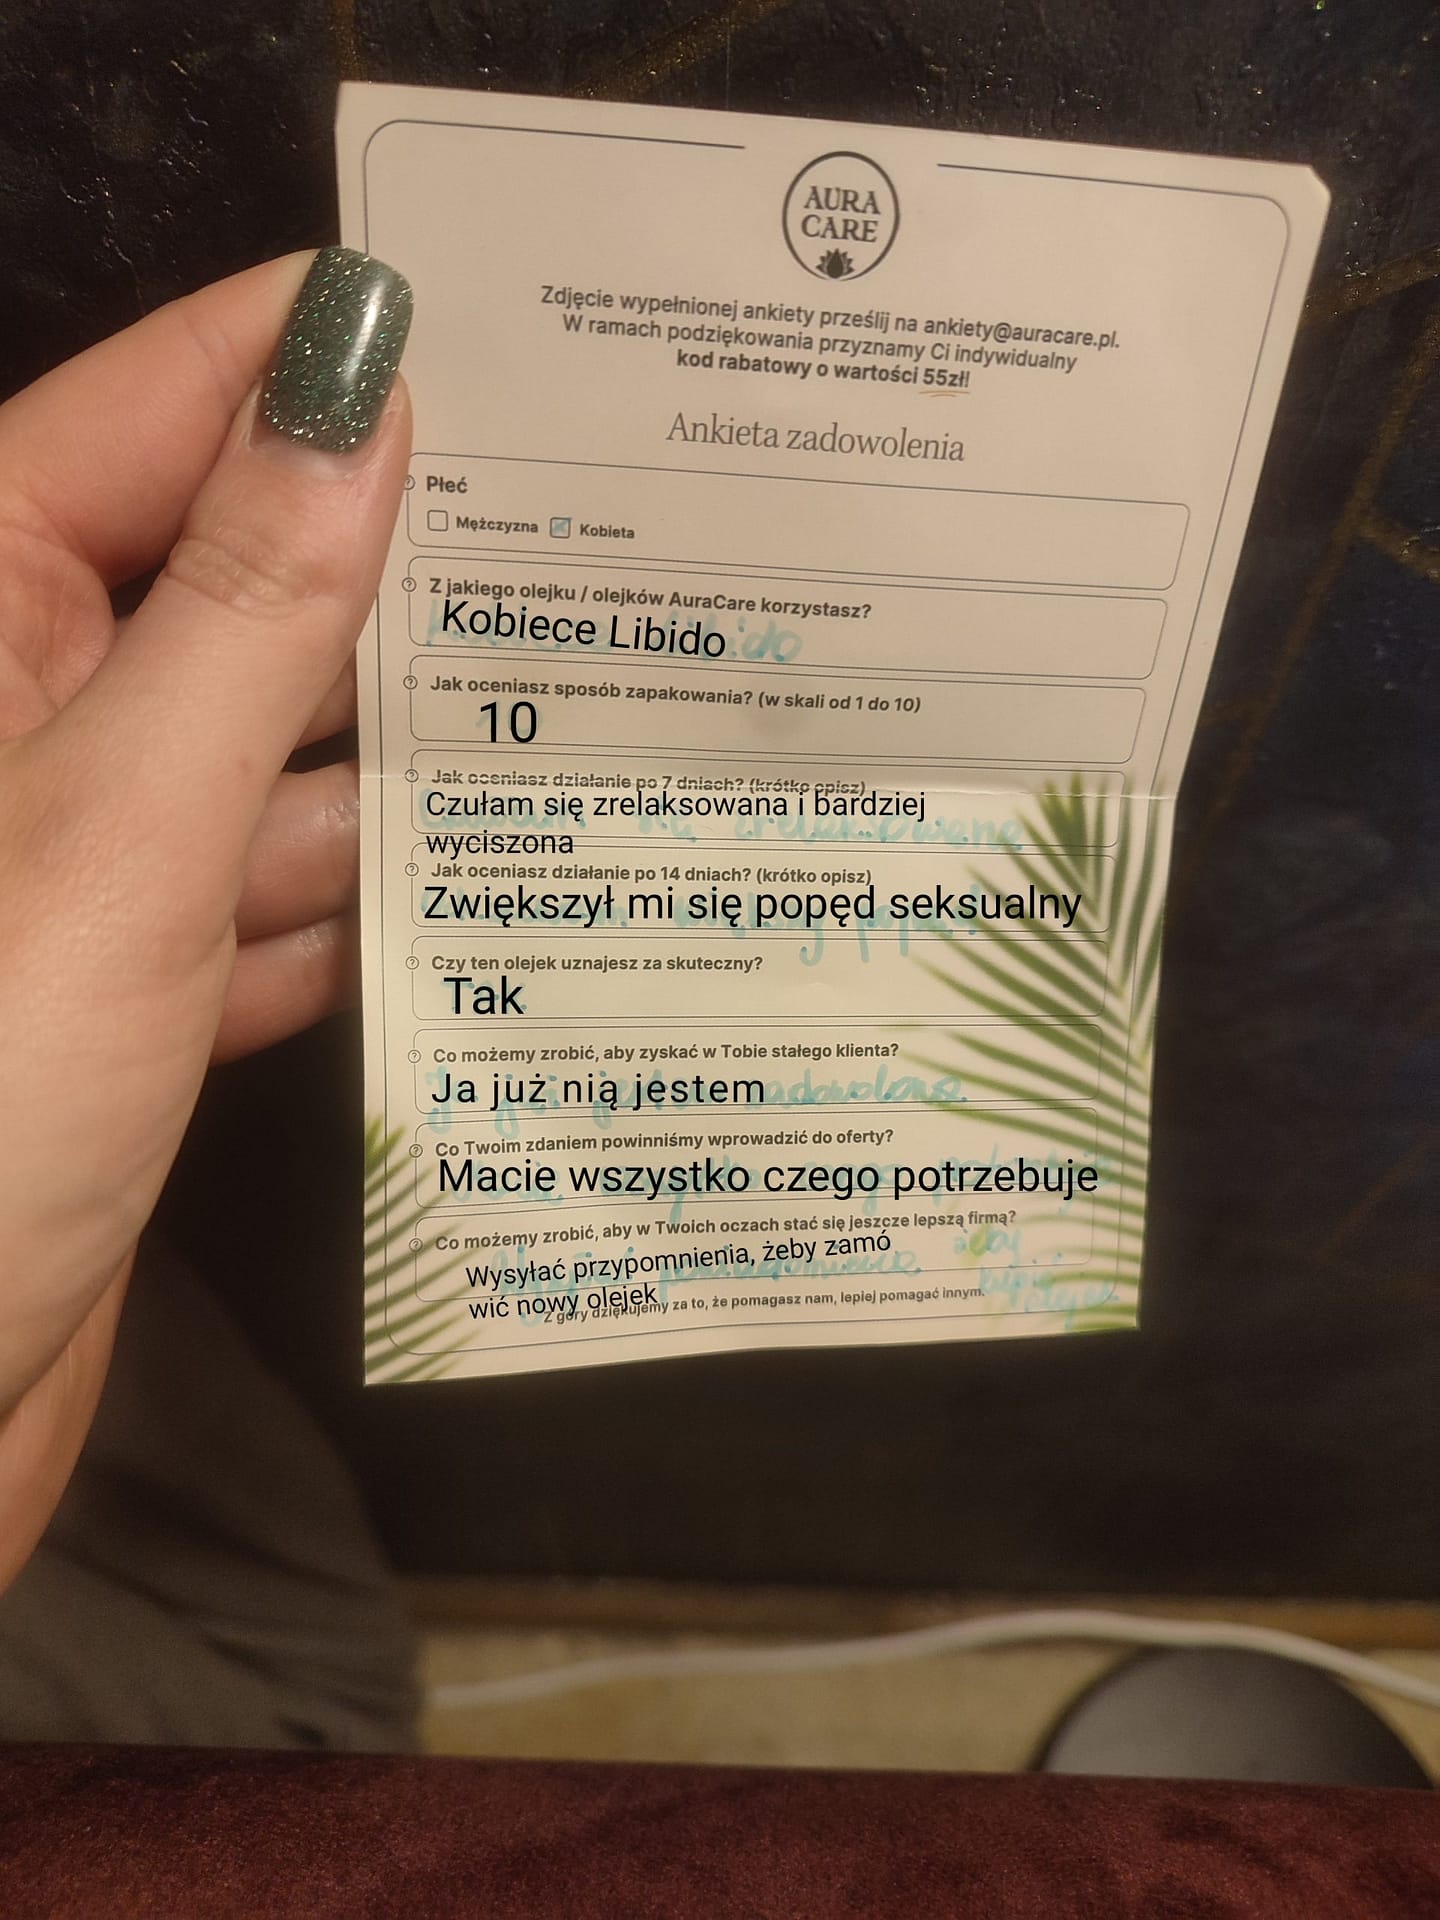 AURA
CARE
Zdjęcie wypełnionej ankiety prześlij na ankiety@auracare.pl.
W ramach podziękowania przyznamy Ci indywidualny
kod rabatowy o wartości 55zł!
Ankieta zadowolenia
Płeć
Mężczyzna Kobieta
Z jakiego olejku / olejków AuraCare korzystasz?
Kobiece Libido
Jak oceniasz sposób zapakowania? (w skali od 1 do 10)
10
Jak oceniasz działanie po 7 dniach? (krótko opisz)
Czułam się zrelaksowana i bardziej
wyciszona
Jak oceniasz działanie po 14 dniach? (krótko opisz)
Zwiększył mi się popęd seksualny
Czy ten olejek uznajesz za skuteczny?
Tak
Co możemy zrobić, aby zyskać w Tobie stałego klienta?
Ja już nią jestem
Co Twoim zdaniem powinniśmy wprowadzić do oferty?
Macie wszystko czego potrzebuje
Co możemy zrobić, aby w Twoich oczach stać się jeszcze lepszą firmą?
Wysyłać przypomnienia, żeby zamó
wić nowy olejek
Z góry dziękujemy za to, że pomagasz nam, lepiej pomagać innym.